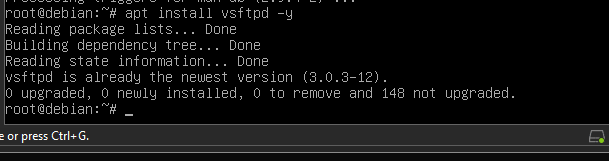 root@debian:~# apt install vsftpd -y
Reading package lists... Done
Building dependency tree... Done
Reading state information... Done
vsftpd is already the newest version (3.0.3-12).
0 upgraded, 0 newly installed, 0 to remove and 148 not upgraded.
root@debian:~# _
e or press Ctrl+G.